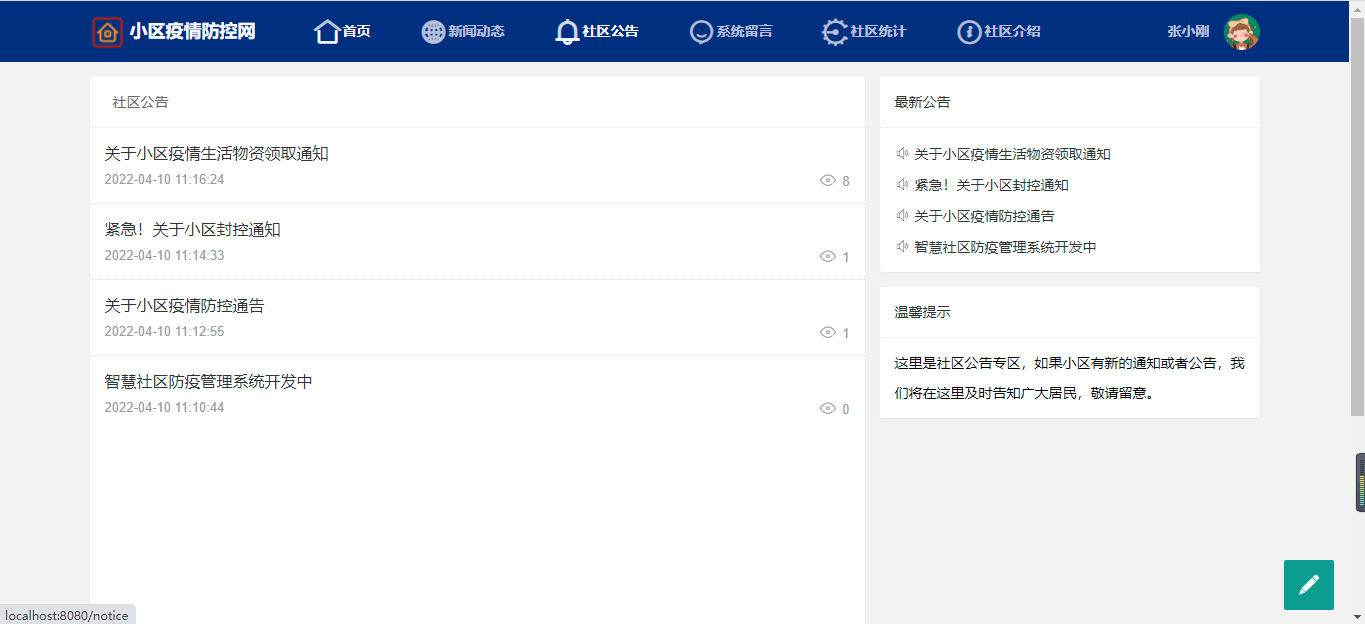 小区疫情防控网 首页 新闻动态 社区公告 系统留言 社区统计 社区介绍 张小刚
社区公告
关于小区疫情生活物资领取通知
2022-04-10 11:16:24 8
紧急！关于小区封控通知
2022-04-10 11:14:33 1
关于小区疫情防控通告
2022-04-10 11:12:55 1
智慧社区防疫管理系统开发中
2022-04-10 11:10:44 0
最新公告
关于小区疫情生活物资领取通知
紧急！关于小区封控通知
关于小区疫情防控通告
智慧社区防疫管理系统开发中
温馨提示
这里是社区公告专区，如果小区有新的通知或者公告，我
们将在这里及时告知广大居民，敬请留意。
localhost:8080/notice